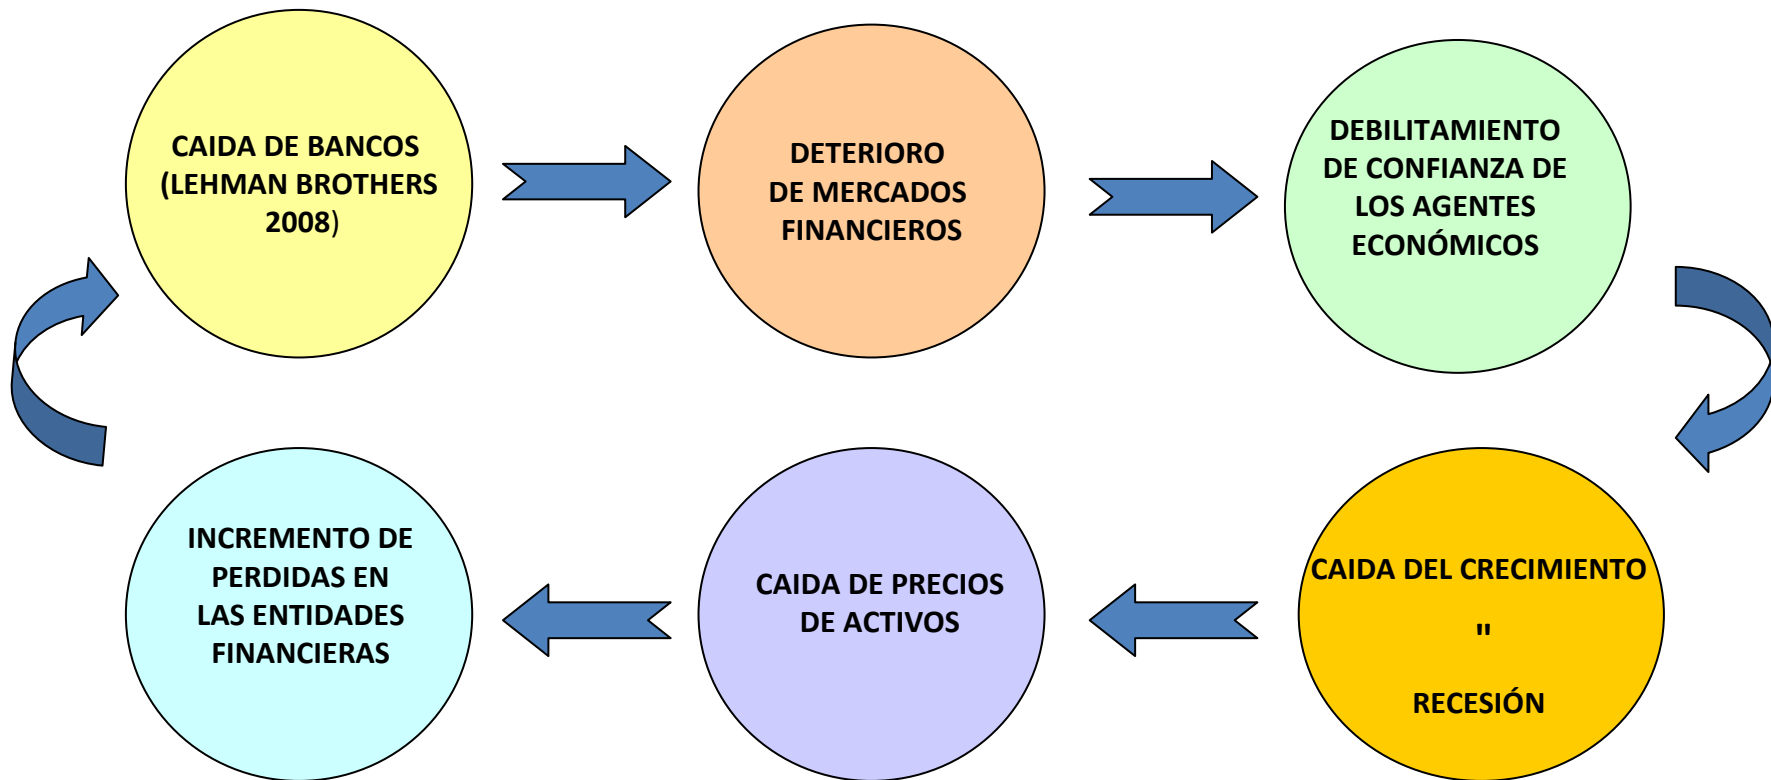 CAIDA DE BANCOS
(LEHMAN BROTHERS
2008)
DETERIORO
DE MERCADOS
FINANCIEROS
DEBILITAMIENTO
DE CONFIANZA DE
LOS AGENTES
ECONÓMICOS
CAIDA DEL CRECIMIENTO
"
RECESIÓN
CAIDA DE PRECIOS
DE ACTIVOS
INCREMENTO DE
PERDIDAS EN
LAS ENTIDADES
FINANCIERAS